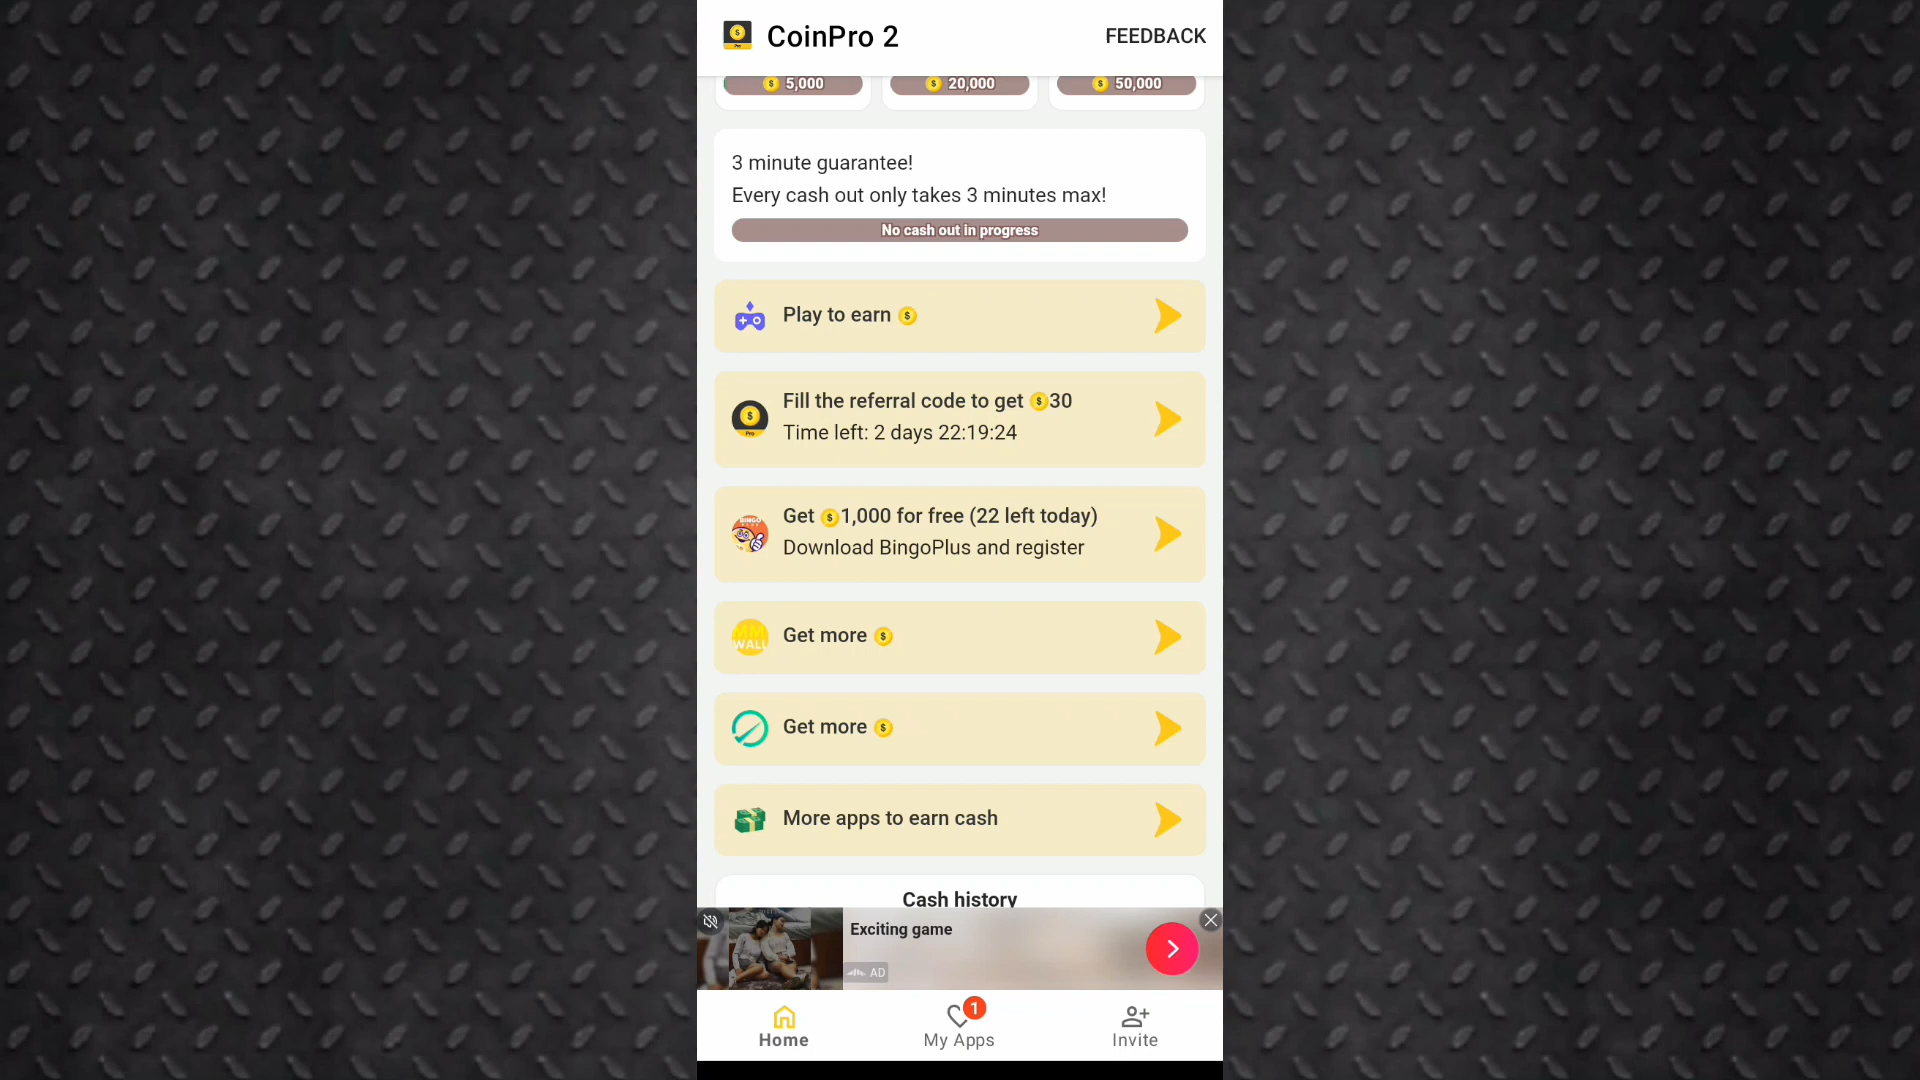 CoinPro 2
FEEDBACK
5,000
20,000
50,000
3 minute guarantee!
Every cash out only takes 3 minutes max!
No cash out in progress
Play to earn
Fill the referral code to get 30
Time left: 2 days 22:19:24
Get 1,000 for free (22 left today)
Download BingoPlus and register
Get more
Get more
More apps to earn cash
Cash history
Exciting game
AD
1
Home
My Apps
Invite